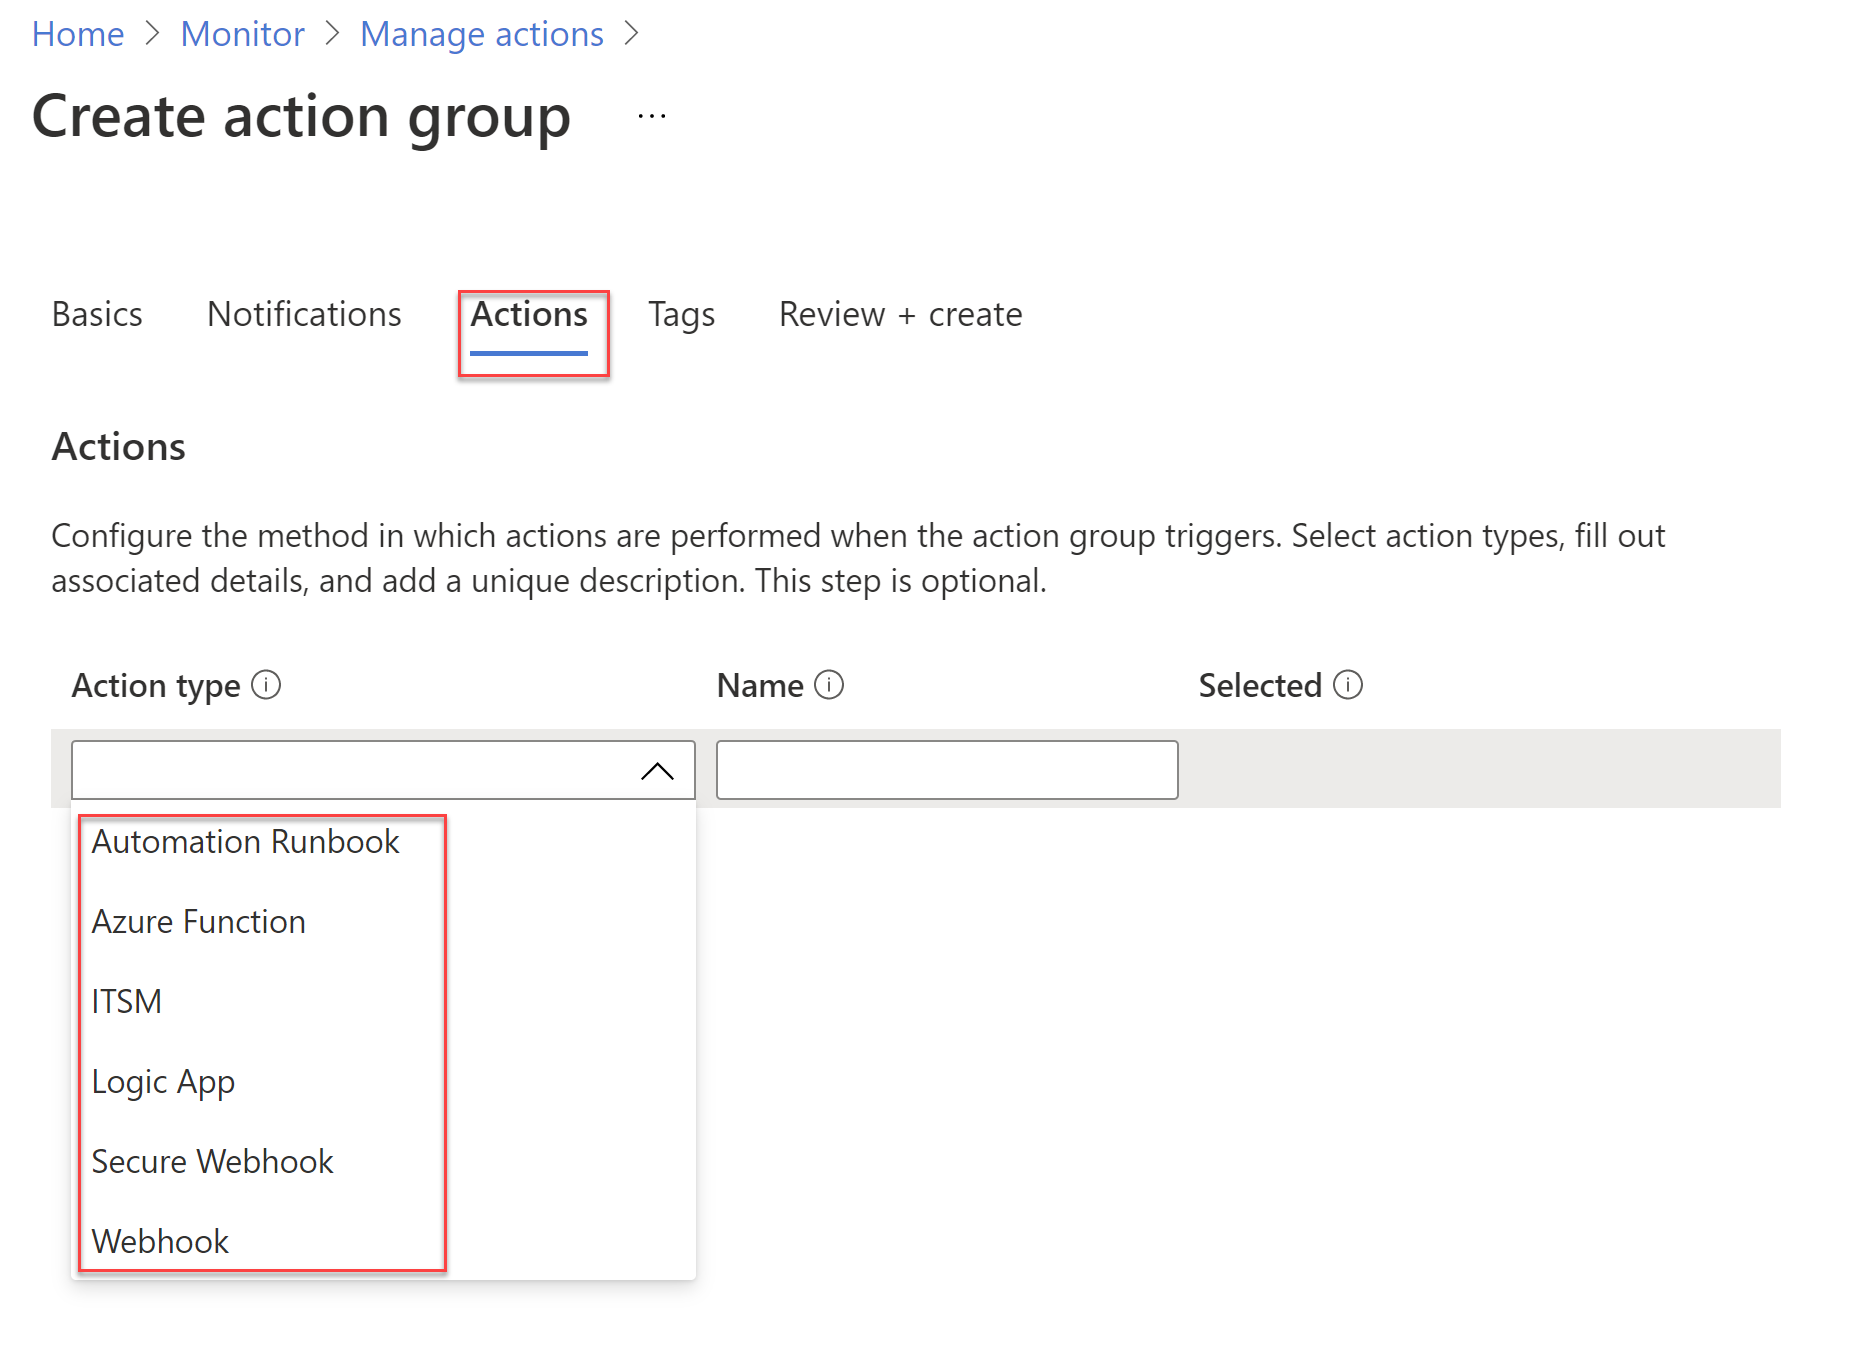 Home > Monitor > Manage actions >
Create action group ...
Basics Notifications Actions Tags Review + create
Actions
Configure the method in which actions are performed when the action group triggers. Select action types, fill out
associated details, and add a unique description. This step is optional.
Action type Name Selected
Automation Runbook
Azure Function
ITSM
Logic App
Secure Webhook
Webhook